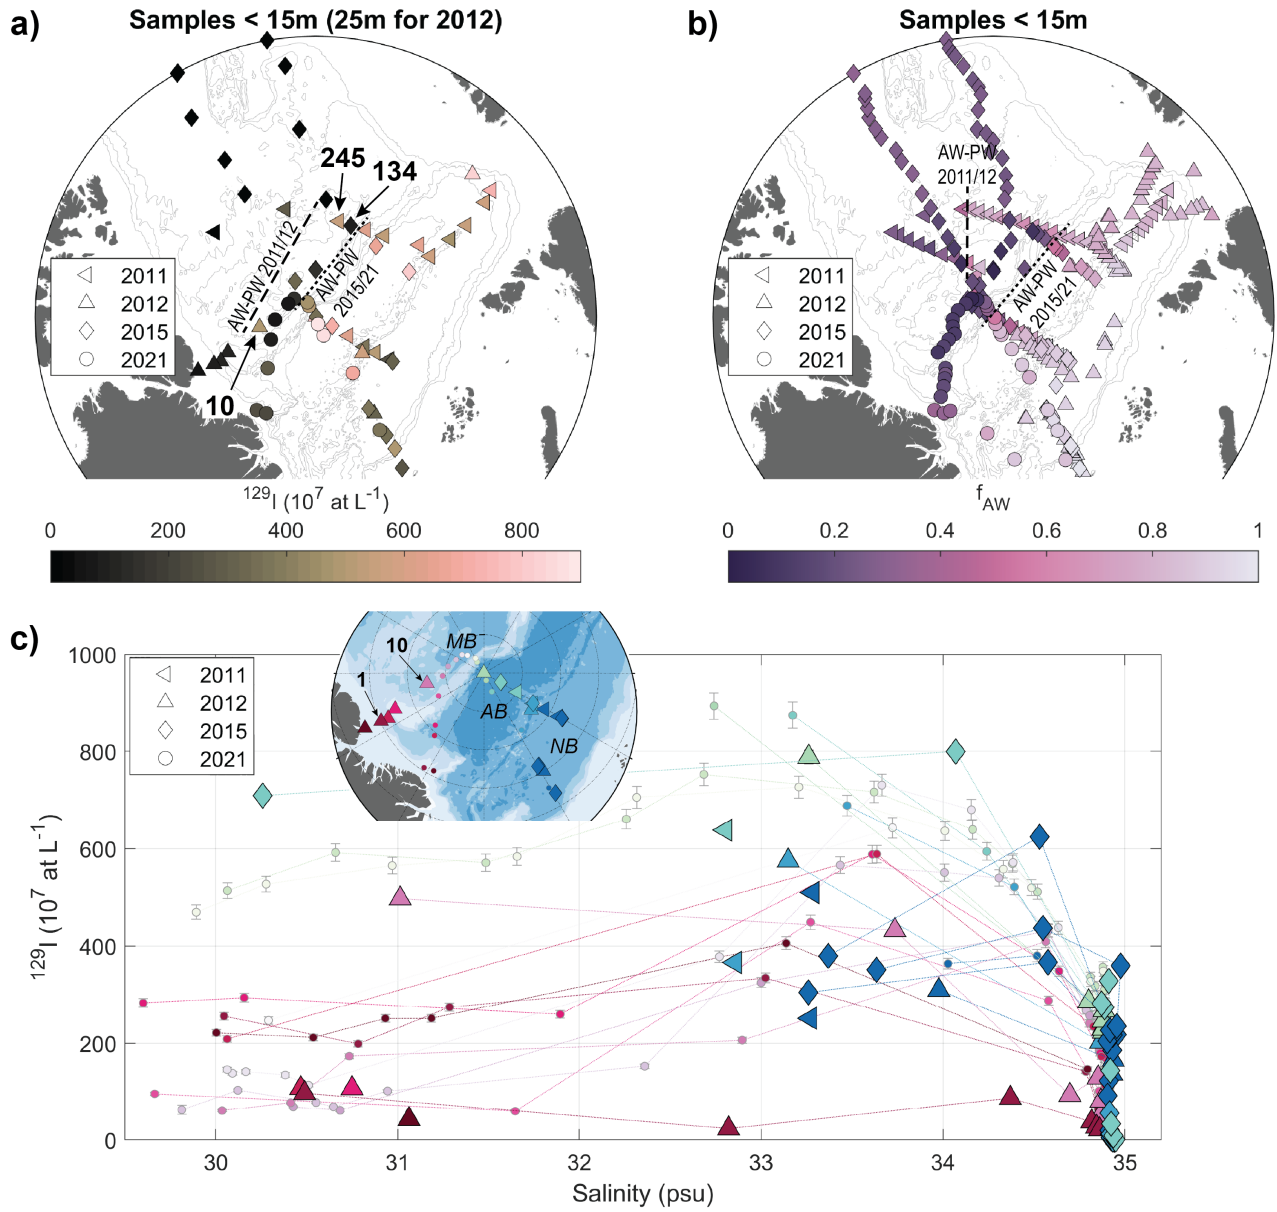 a)
Samples < 15m (25m for 2012)
245
134
AW-PW 2011/12
AW-PW
2015/21
2011
2012
2015
2021
10
129I (10^7 at L^-1)
0 200 400 600 800
b)
Samples < 15m
AW-PW
2011/12
AW-PW
2015/21
2011
2012
2015
2021
fAW
0 0.2 0.4 0.6 0.8 1
c)
2011
2012
2015
2021
10
1
MB
AB
NB
1000
800
600
400
200
0
129I (10^7 at L^-1)
30 31 32 33 34 35
Salinity (psu)